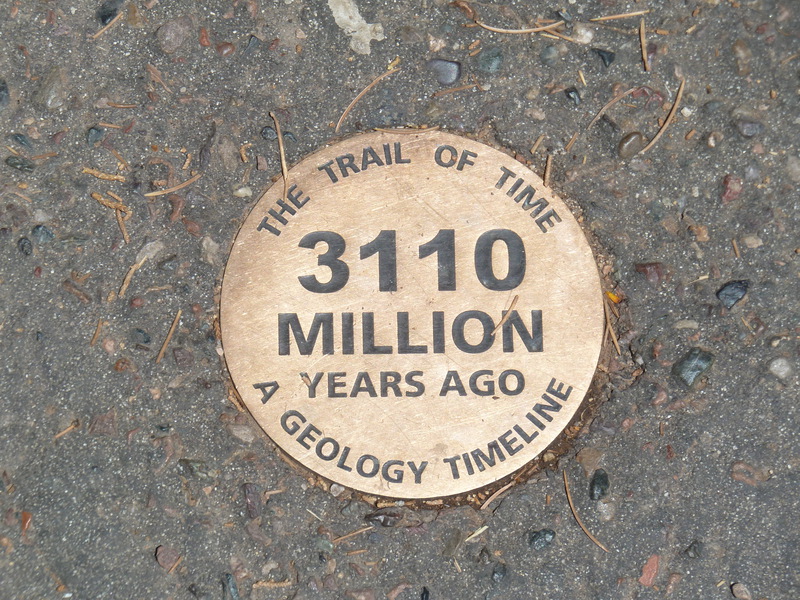 THE TRAIL OF TIME
3110
MILLION
YEARS AGO
A GEOLOGY TIMELINE